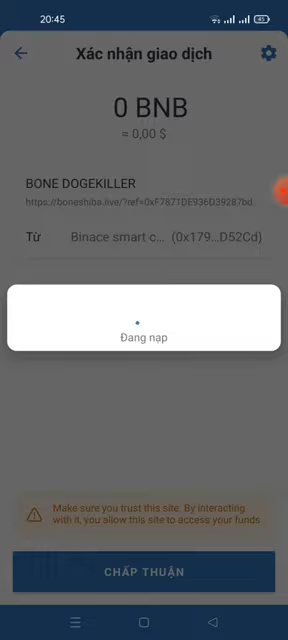 20:45
45
Xác nhận giao dịch
0 BNB
= 0,00 $
BONE DOGEKILLER
https://boneshiba.live/?ref=0xF7871DE936D39287bd.
Từ Binace smart c... (0x179...D52Cd)
Đang nạp
Make sure you trust this site. By interacting
with it, you allow this site to access your funds
CHẤP THUẬN